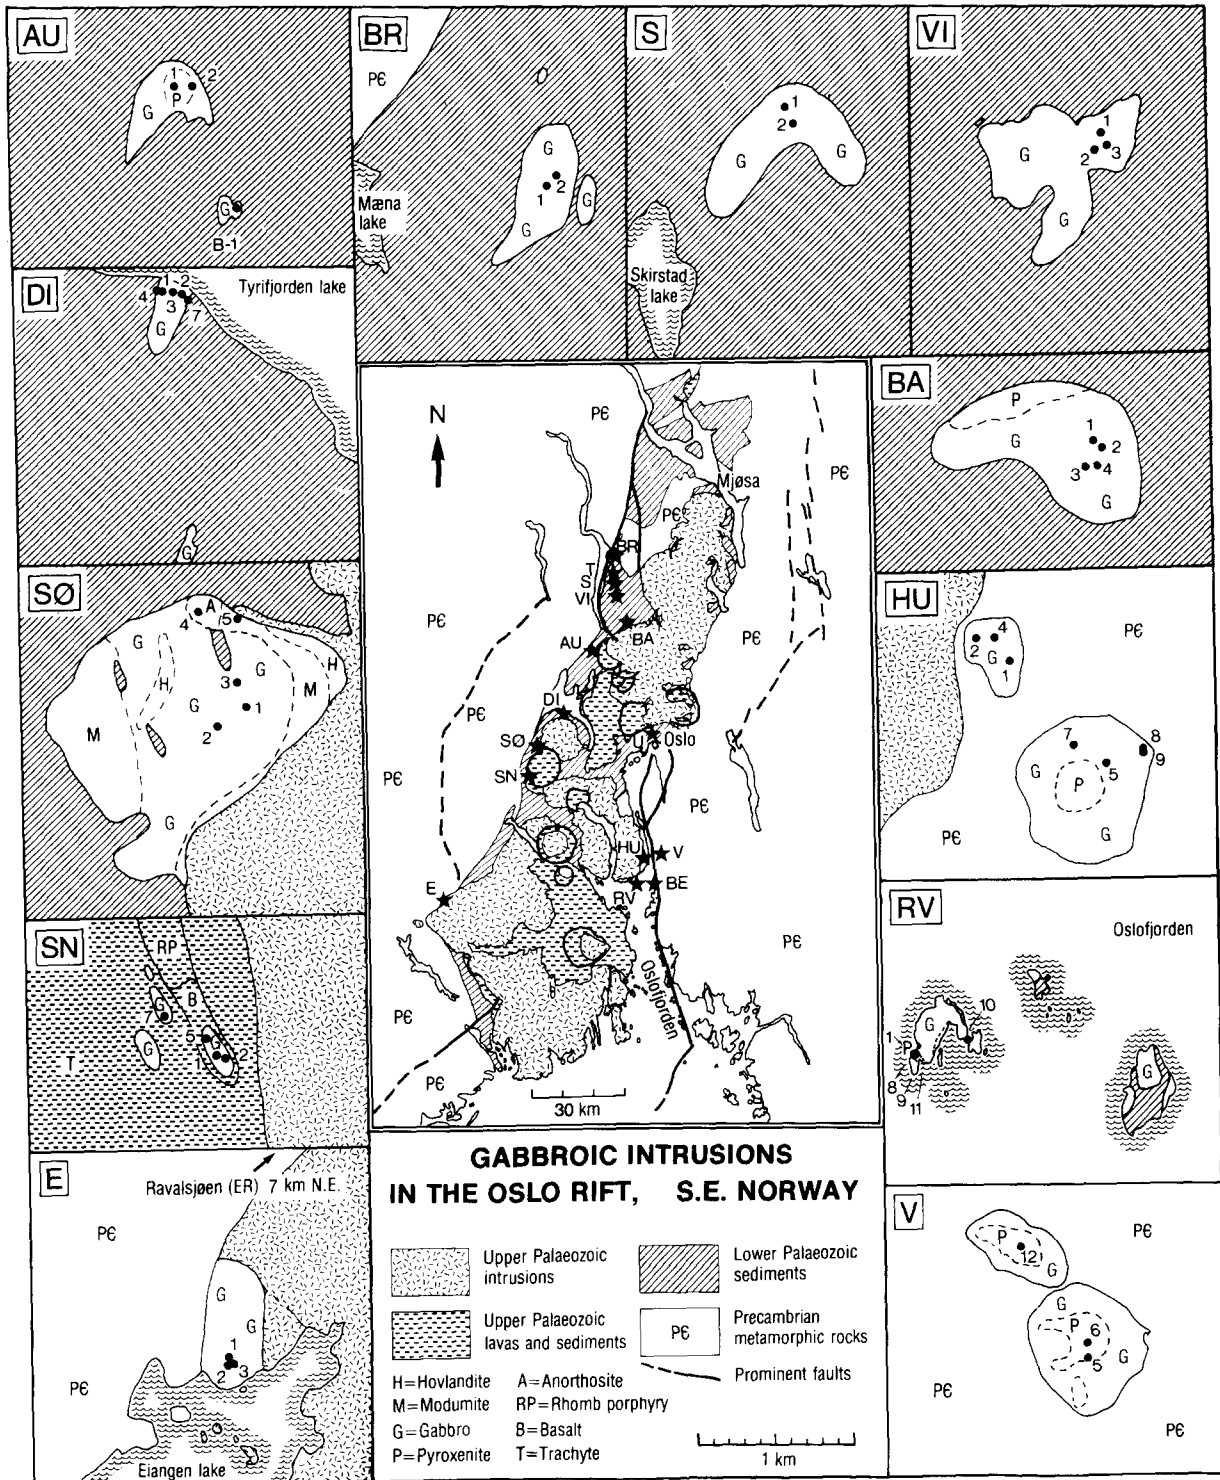 AU
1
2
P
G
G
B-1
BR
PЄ
G
2
1
G
G
Mæna
lake
S
1
2
G
G
Skirstad
lake
VI
1
G
2
3
G
DI
1
2
4
3
7
G
Tyrifjorden lake
G
BA
P
G
1
2
3
4
G
SØ
A
4
5
G
G
H
H
M
3
G
1
M
2
G
HU
4
2
G
1
PЄ
7
8
9
5
G
P
G
PЄ
SN
RP
B
G
7
5
G
G
1
2
T
RV
Oslofjorden
10
G
1
P
2
8
9
11
G
E
Ravalsjøen (ER) 7 km N.E.
PЄ
G
G
1
2
3
PЄ
Eiangen lake
V
P
12
G
PЄ
G
P
6
5
G
PЄ
PЄ
N
PЄ
Mjøsa
PЄ
PЄ
BR
T
S
VI
BA
AU
PЄ
PЄ
DI
PЄ
SØ
U
Oslo
SN
PЄ
PЄ
HU
V
E
RV
BE
PЄ
Oslofjorden
PЄ
PЄ
30 km
GABBROIC INTRUSIONS
IN THE OSLO RIFT, S.E. NORWAY
Upper Palaeozoic
intrusions
Lower Palaeozoic
sediments
Upper Palaeozoic
lavas and sediments
PЄ
Precambrian
metamorphic rocks
Prominent faults
H=Hovlandite
A=Anorthosite
M=Modumite
RP=Rhomb porphyry
G=Gabbro
B=Basalt
P=Pyroxenite
T=Trachyte
1 km